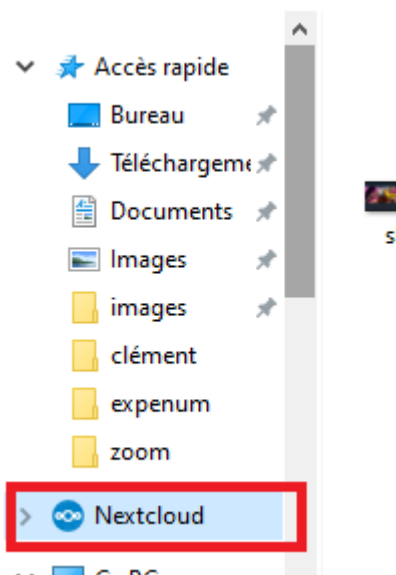 Accès rapide
Bureau
Téléchargeme
Documents
Images
images
clément
expenum
zoom
Nextcloud